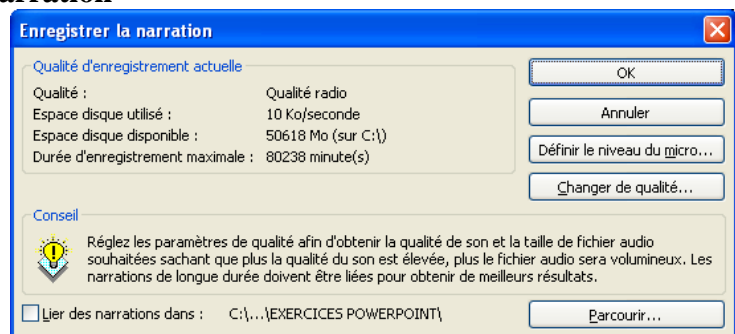 arration
Enregistrer la narration
Qualité d'enregistrement actuelle
Qualité : Qualité radio
Espace disque utilisé : 10 Ko/seconde
Espace disque disponible : 50618 Mo (sur C:\)
Durée d'enregistrement maximale : 80238 minute(s)
OK
Annuler
Définir le niveau du micro...
Changer de qualité...
Conseil
Réglez les paramètres de qualité afin d'obtenir la qualité de son et la taille de fichier audio
souhaitées sachant que plus la qualité du son est élevée, plus le fichier audio sera volumineux. Les
narrations de longue durée doivent être liées pour obtenir de meilleurs résultats.
Lier des narrations dans : C:\...\EXERCICES POWERPOINT\
Parcourir...